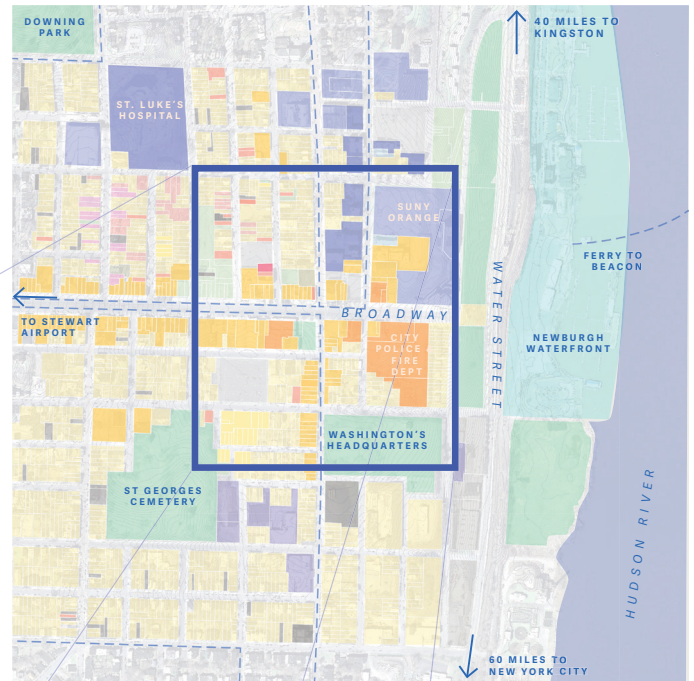 DOWNING
PARK
40 MILES TO
KINGSTON
ST. LUKE'S
HOSPITAL
SUNY
ORANGE
FERRY TO
BEACON
WATER STREET
BROADWAY
TO STEWART
AIRPORT
CITY
POLICE
FIRE
DEPT
NEWBURGH
WATERFRONT
WASHINGTON'S
HEADQUARTERS
ST GEORGES
CEMETERY
HUDSON RIVER
60 MILES TO
NEW YORK CITY